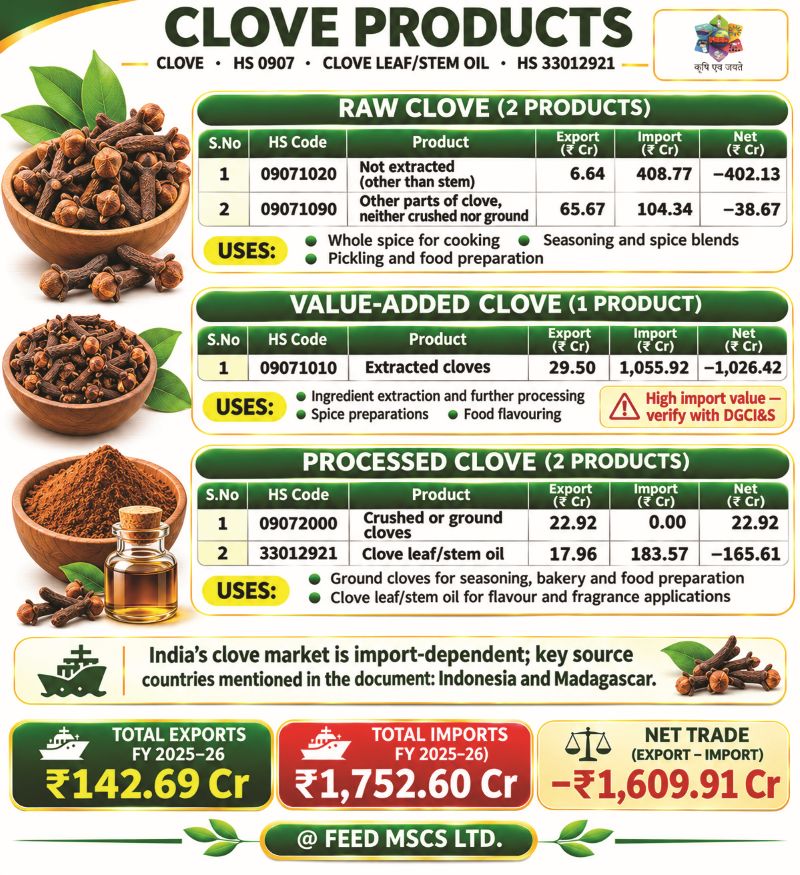 CLOVE PRODUCTS
CLOVE • HS 0907 • CLOVE LEAF/STEM OIL • HS 33012921
कृषि एव जयते
RAW CLOVE (2 PRODUCTS)
S.No HS Code Product Export (₹ Cr) Import (₹ Cr) Net (₹ Cr)
1 09071020 Not extracted (other than stem) 6.64 408.77 −402.13
2 09071090 Other parts of clove, neither crushed nor ground 65.67 104.34 −38.67
USES:
Whole spice for cooking
Seasoning and spice blends
Pickling and food preparation
VALUE-ADDED CLOVE (1 PRODUCT)
S.No HS Code Product Export (₹ Cr) Import (₹ Cr) Net (₹ Cr)
1 09071010 Extracted cloves 29.50 1,055.92 −1,026.42
USES:
Ingredient extraction and further processing
Spice preparations • Food flavouring
High import value —
verify with DGCI&S
PROCESSED CLOVE (2 PRODUCTS)
S.No HS Code Product Export (₹ Cr) Import (₹ Cr) Net (₹ Cr)
1 09072000 Crushed or ground cloves 22.92 0.00 22.92
2 33012921 Clove leaf/stem oil 17.96 183.57 −165.61
USES:
Ground cloves for seasoning, bakery and food preparation
Clove leaf/stem oil for flavour and fragrance applications
India's clove market is import-dependent; key source
countries mentioned in the document: Indonesia and Madagascar.
TOTAL EXPORTS
FY 2025–26
₹142.69 Cr
TOTAL IMPORTS
FY 2025–26)
₹1,752.60 Cr
NET TRADE
(EXPORT – IMPORT)
−₹1,609.91 Cr
@ FEED MSCS LTD.